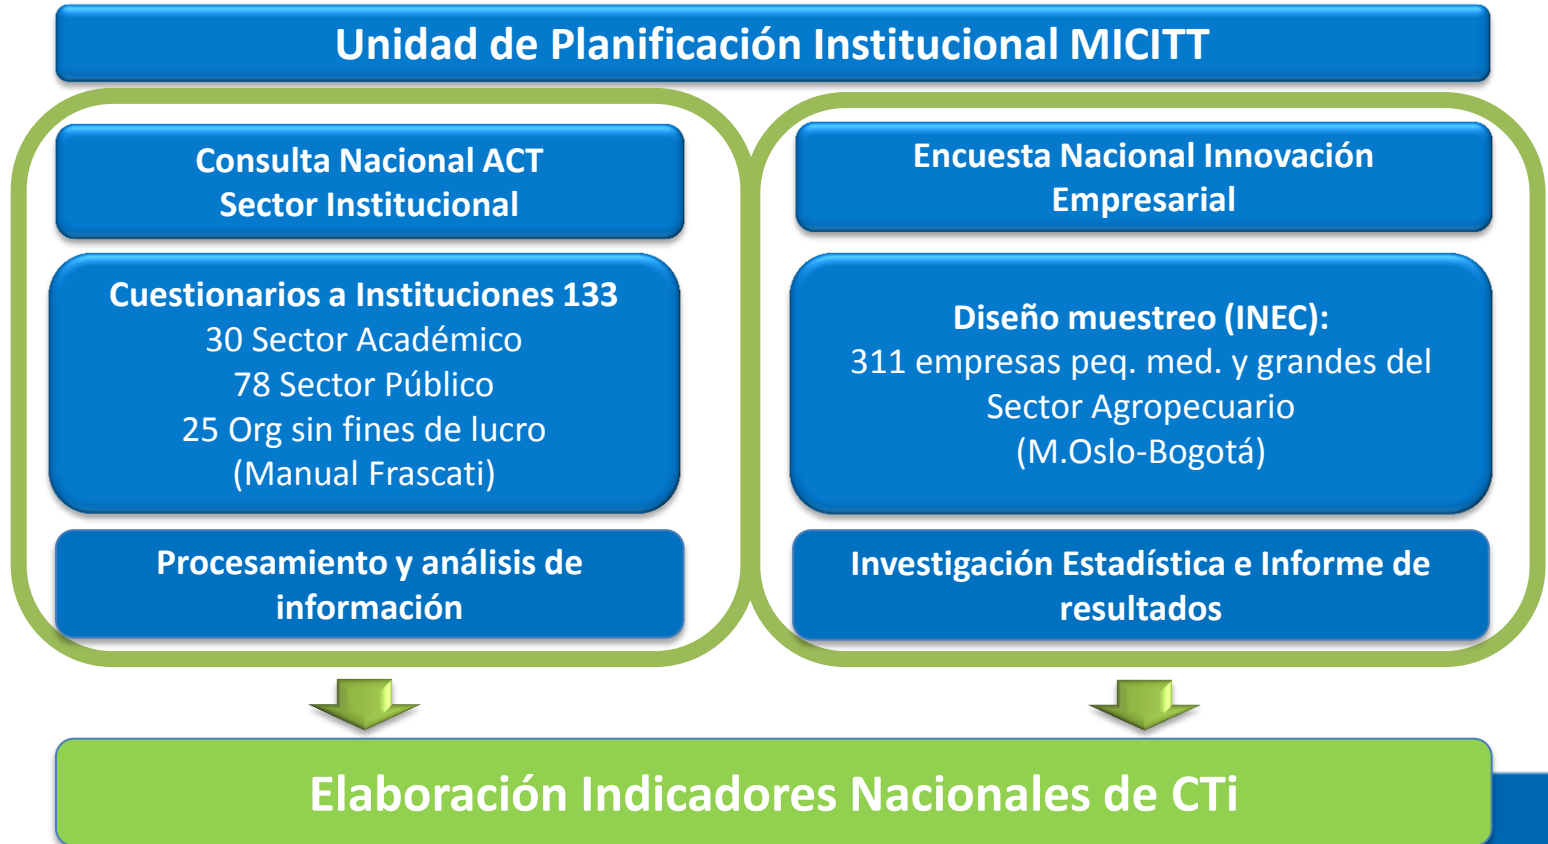 Unidad de Planificación Institucional MICITT
Consulta Nacional ACT
Sector Institucional
Cuestionarios a Instituciones 133
30 Sector Académico
78 Sector Público
25 Org sin fines de lucro
(Manual Frascati)
Procesamiento y análisis de
información
Encuesta Nacional Innovación
Empresarial
Diseño muestreo (INEC):
311 empresas peq. med. y grandes del
Sector Agropecuario
(M.Oslo-Bogotá)
Investigación Estadística e Informe de
resultados
Elaboración Indicadores Nacionales de CTi